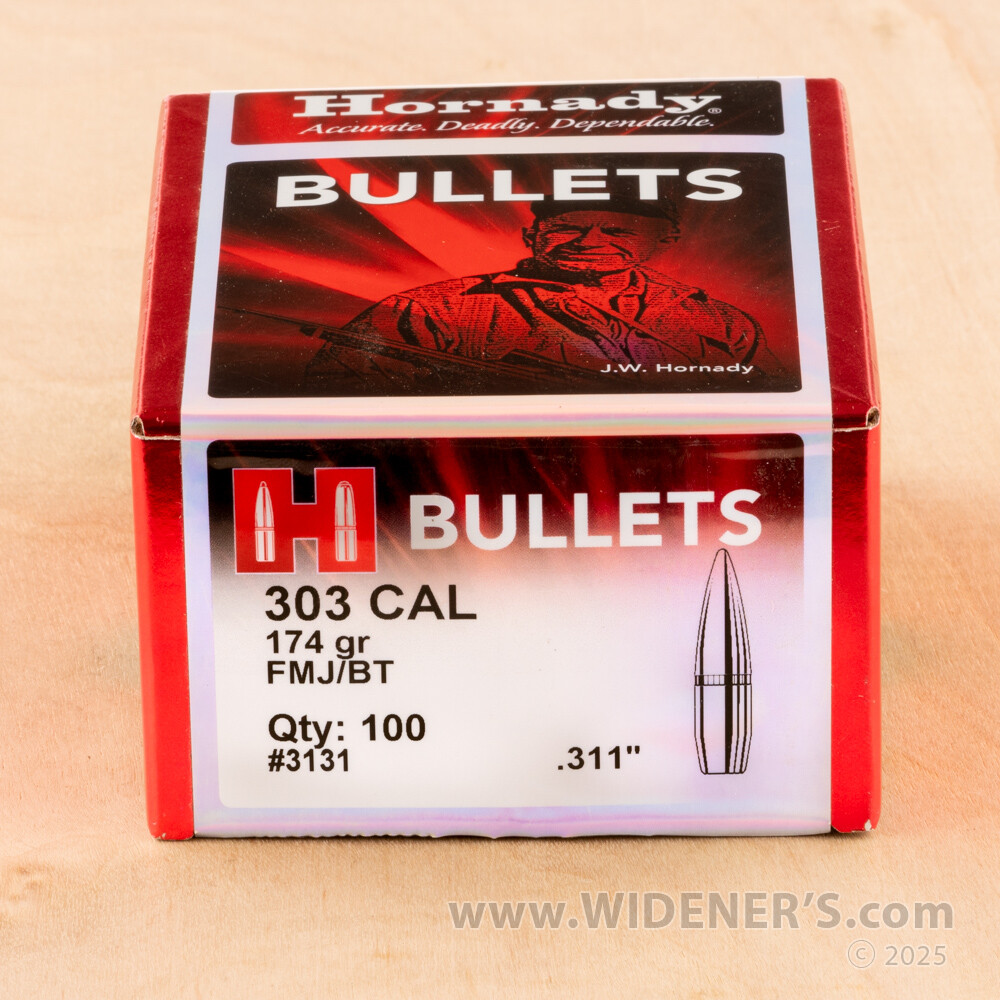 Hornady®
Accurate. Deadly. Dependable.
BULLETS
J.W. Hornady
H BULLETS
303 CAL
174 gr
FMJ/BT
Qty: 100
#3131
.311"
www.WIDENER'S.com
© 2025